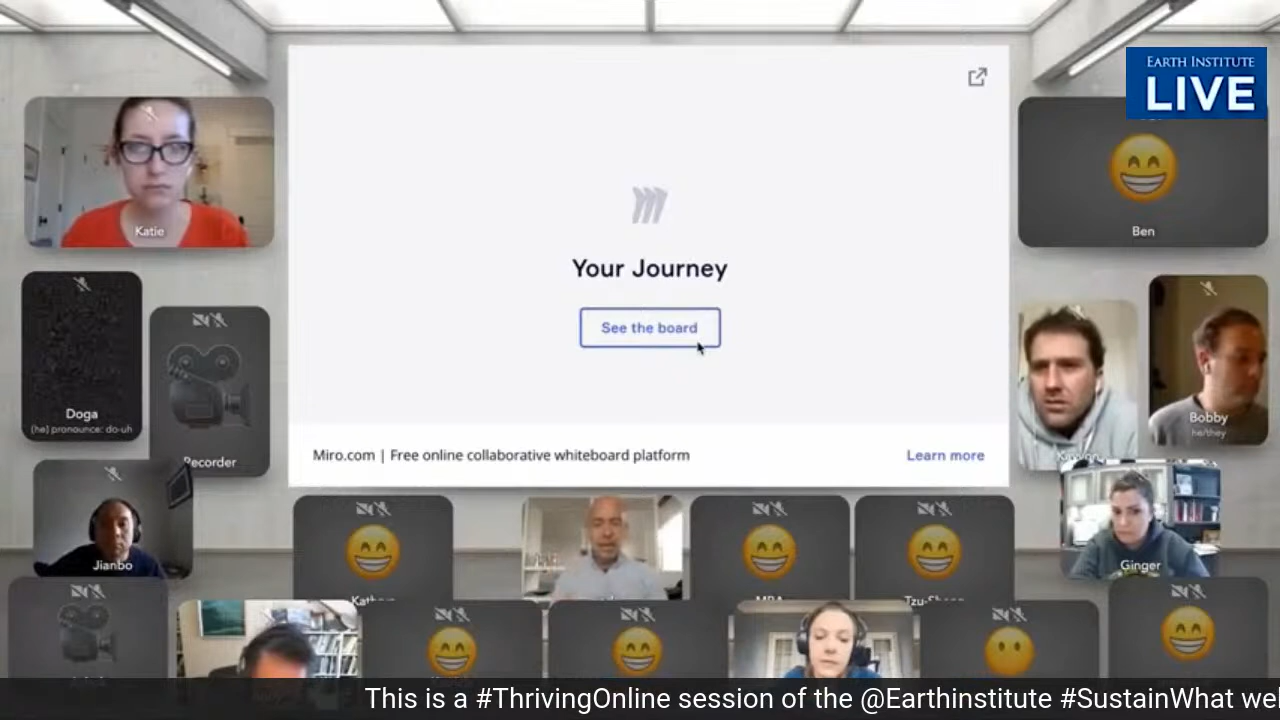 EARTH INSTITUTE
LIVE
Katie
Ben
Your Journey
See the board
Doga
(he) pronounce: do-uh
Recorder
Bobby
he/they
Miro.com | Free online collaborative whiteboard platform
Learn more
Jianbo
Ginger
This is a #ThrivingOnline session of the @Earthinstitute #SustainWhat we